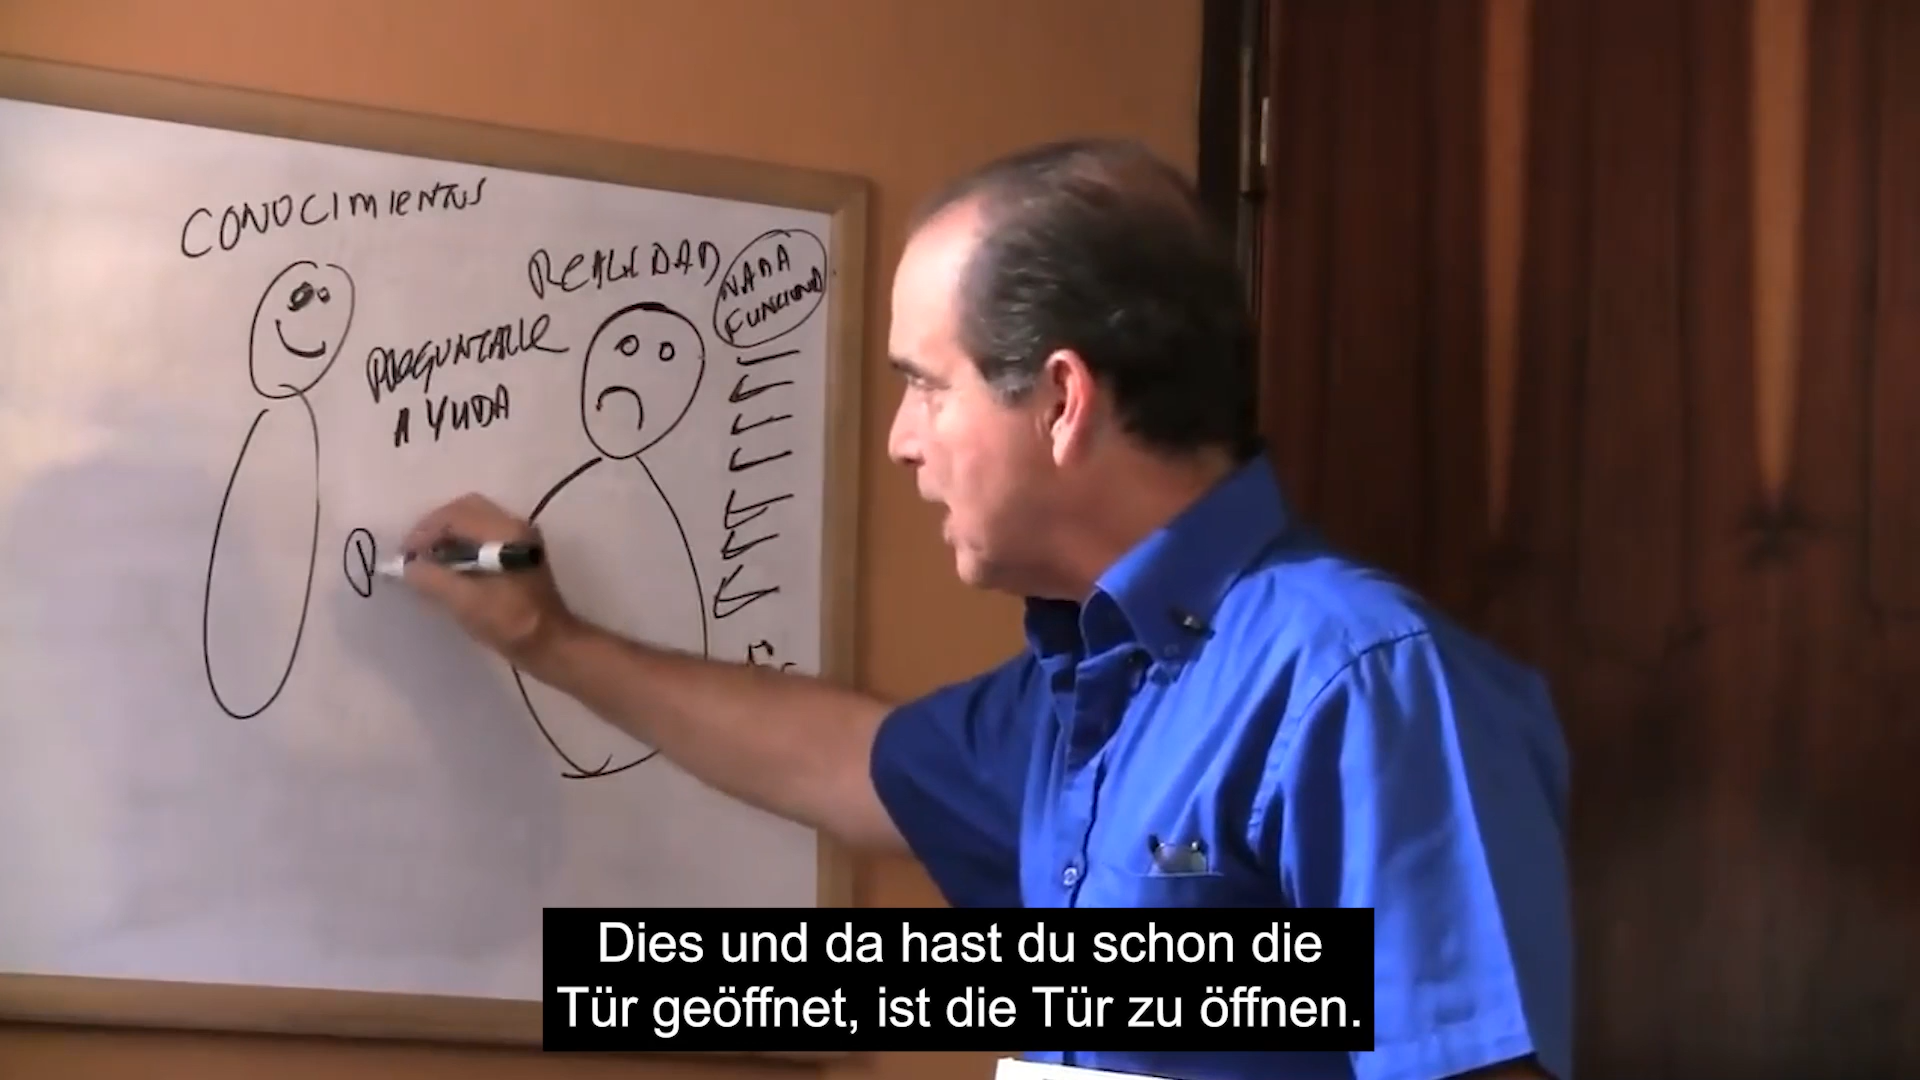 CONOCIMIENTOS
REALIDAD
NADA
FUNCIONA
PREGUNTARLE
AYUDA
Dies und da hast du schon die
Tür geöffnet, ist die Tür zu öffnen.